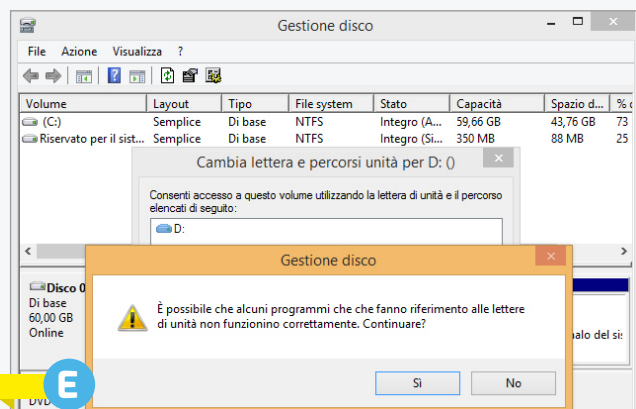 Gestione disco
File Azione Visualizza ?
Volume Layout Tipo File system Stato Capacità Spazio d... %
(C:) Semplice Di base NTFS Integro (A... 59,66 GB 43,76 GB 73
Riservato per il sist... Semplice Di base NTFS Integro (Si... 350 MB 88 MB 25
Cambia lettera e percorsi unità per D: ()
Consenti accesso a questo volume utilizzando la lettera di unità e il percorso
elencati di seguito:
D:
Gestione disco
Disco 0
Di base
60,00 GB
Online
È possibile che alcuni programmi che che fanno riferimento alle lettere
di unità non funzionino correttamente. Continuare?
del
Sì No
E